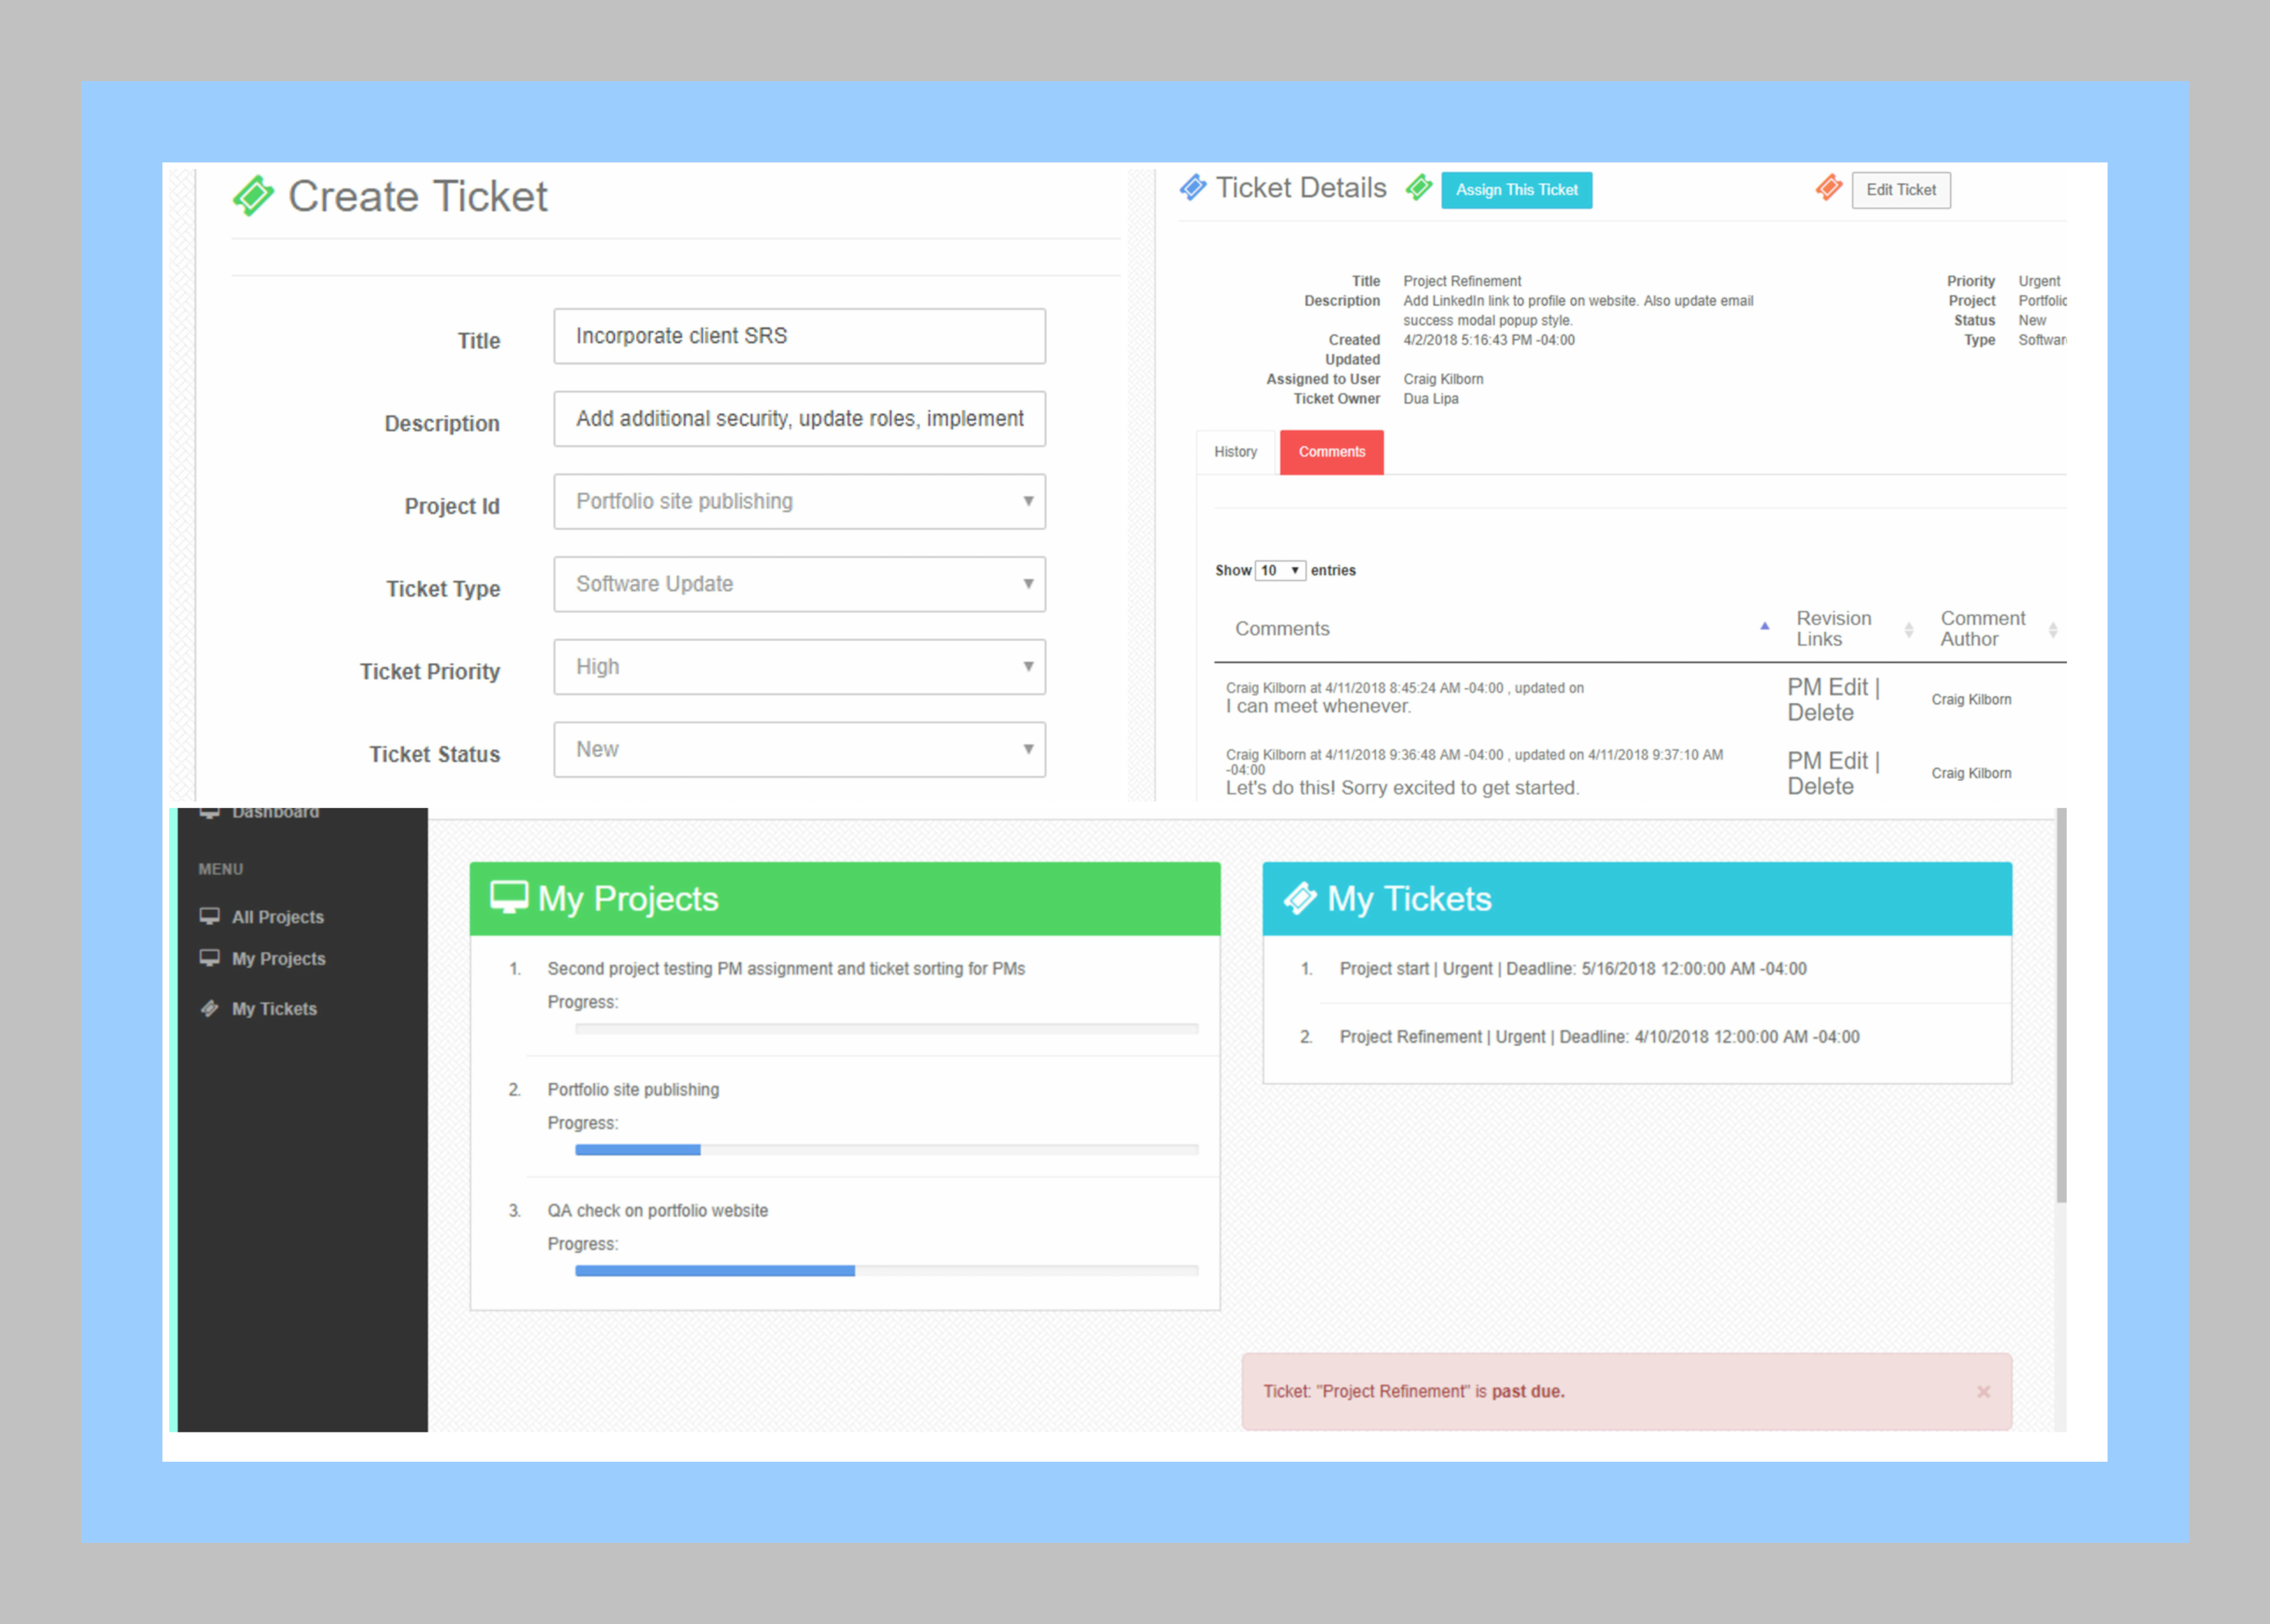 Create Ticket
Title
Incorporate client SRS
Description
Add additional security, update roles, implement
Project Id
Portfolio site publishing
Ticket Type
Software Update
Ticket Priority
High
Ticket Status
New
Ticket Details
Assign This Ticket
Edit Ticket
Title Project Refinement
Description Add LinkedIn link to profile on website. Also update email
success modal popup style.
Created 4/2/2018 5:16:43 PM -04:00
Updated
Assigned to User Craig Kilborn
Ticket Owner Dua Lipa
Priority Urgent
Project Portfolio
Status New
Type Softwar
History Comments
Show 10 entries
Comments
Revision
Links
Comment
Author
Craig Kilborn at 4/11/2018 8:45:24 AM -04:00 , updated on
I can meet whenever.
PM Edit |
Delete
Craig Kilborn
Craig Kilborn at 4/11/2018 9:36:48 AM -04:00 , updated on 4/11/2018 9:37:10 AM
-04:00
Let's do this! Sorry excited to get started.
PM Edit |
Delete
Craig Kilborn
Dashboard
MENU
All Projects
My Projects
My Tickets
My Projects
1. Second project testing PM assignment and ticket sorting for PMs
Progress:
2. Portfolio site publishing
Progress:
3. QA check on portfolio website
Progress:
My Tickets
1. Project start | Urgent | Deadline: 5/16/2018 12:00:00 AM -04:00
2. Project Refinement | Urgent | Deadline: 4/10/2018 12:00:00 AM -04:00
Ticket: "Project Refinement" is past due.
×